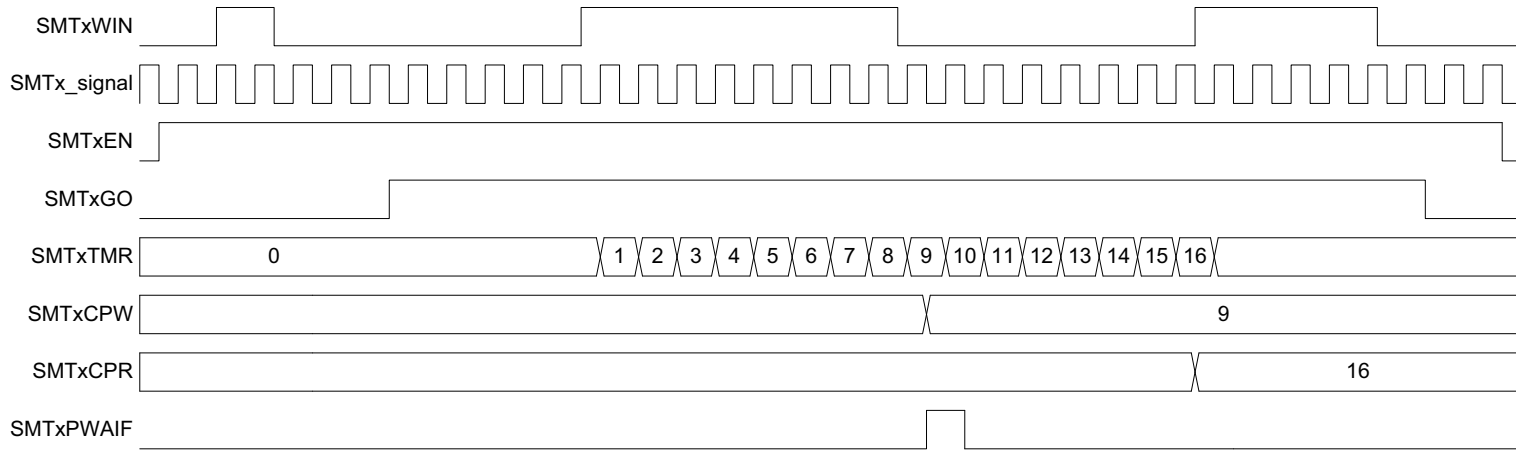 SMTxWIN
SMTx_signal
SMTxEN
SMTxGO
SMTxTMR 0 1 2 3 4 5 6 7 8 9 10 11 12 13 14 15 16
SMTxCPW 9
SMTxCPR 16
SMTxPWAIF